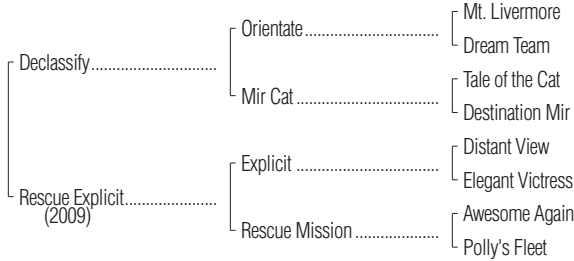 Mt. Livermore
Orientate
Dream Team
Declassify
Tale of the Cat
Mir Cat
Destination Mir
Distant View
Explicit
Elegant Victress
Rescue Explicit
(2009)
Awesome Again
Rescue Mission
Polly's Fleet